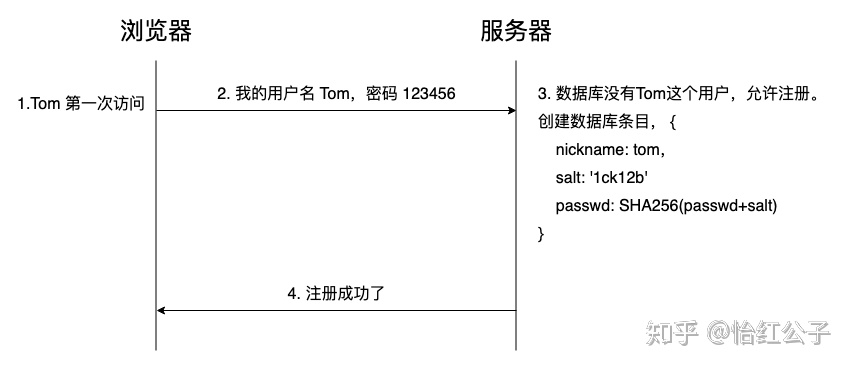 浏览器
服务器
1.Tom 第一次访问
2. 我的用户名 Tom，密码 123456
3. 数据库没有Tom这个用户，允许注册。
创建数据库条目， {
nickname: tom,
salt: '1ck12b'
passwd: SHA256(passwd+salt)
}
4. 注册成功了
知乎 @怡红公子